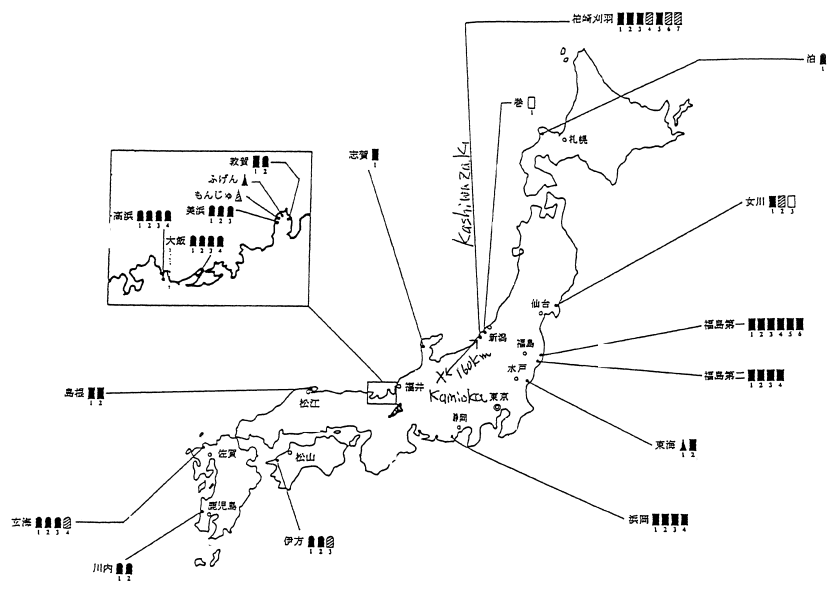 柏崎刈羽
1 2 3 4 5 6 7
泊
1
巻
1
Kashiwazaki
札幌
志賀
1
敦賀
1 2
ふげん
もんじゅ
美浜
1 2 3
高浜
1 2 3 4
大飯
1 2 3 4
女川
1 2 3
仙台
新潟
福島
福島第一
1 2 3 4 5 6
160km
水戸
福島第二
1 2 3 4
福井
島根
1 2
松江
Kamioka
東京
静岡
東海
1 2
佐賀
松山
鹿児島
玄海
1 2 3 4
浜岡
1 2 3 4
伊方
1 2 3
川内
1 2